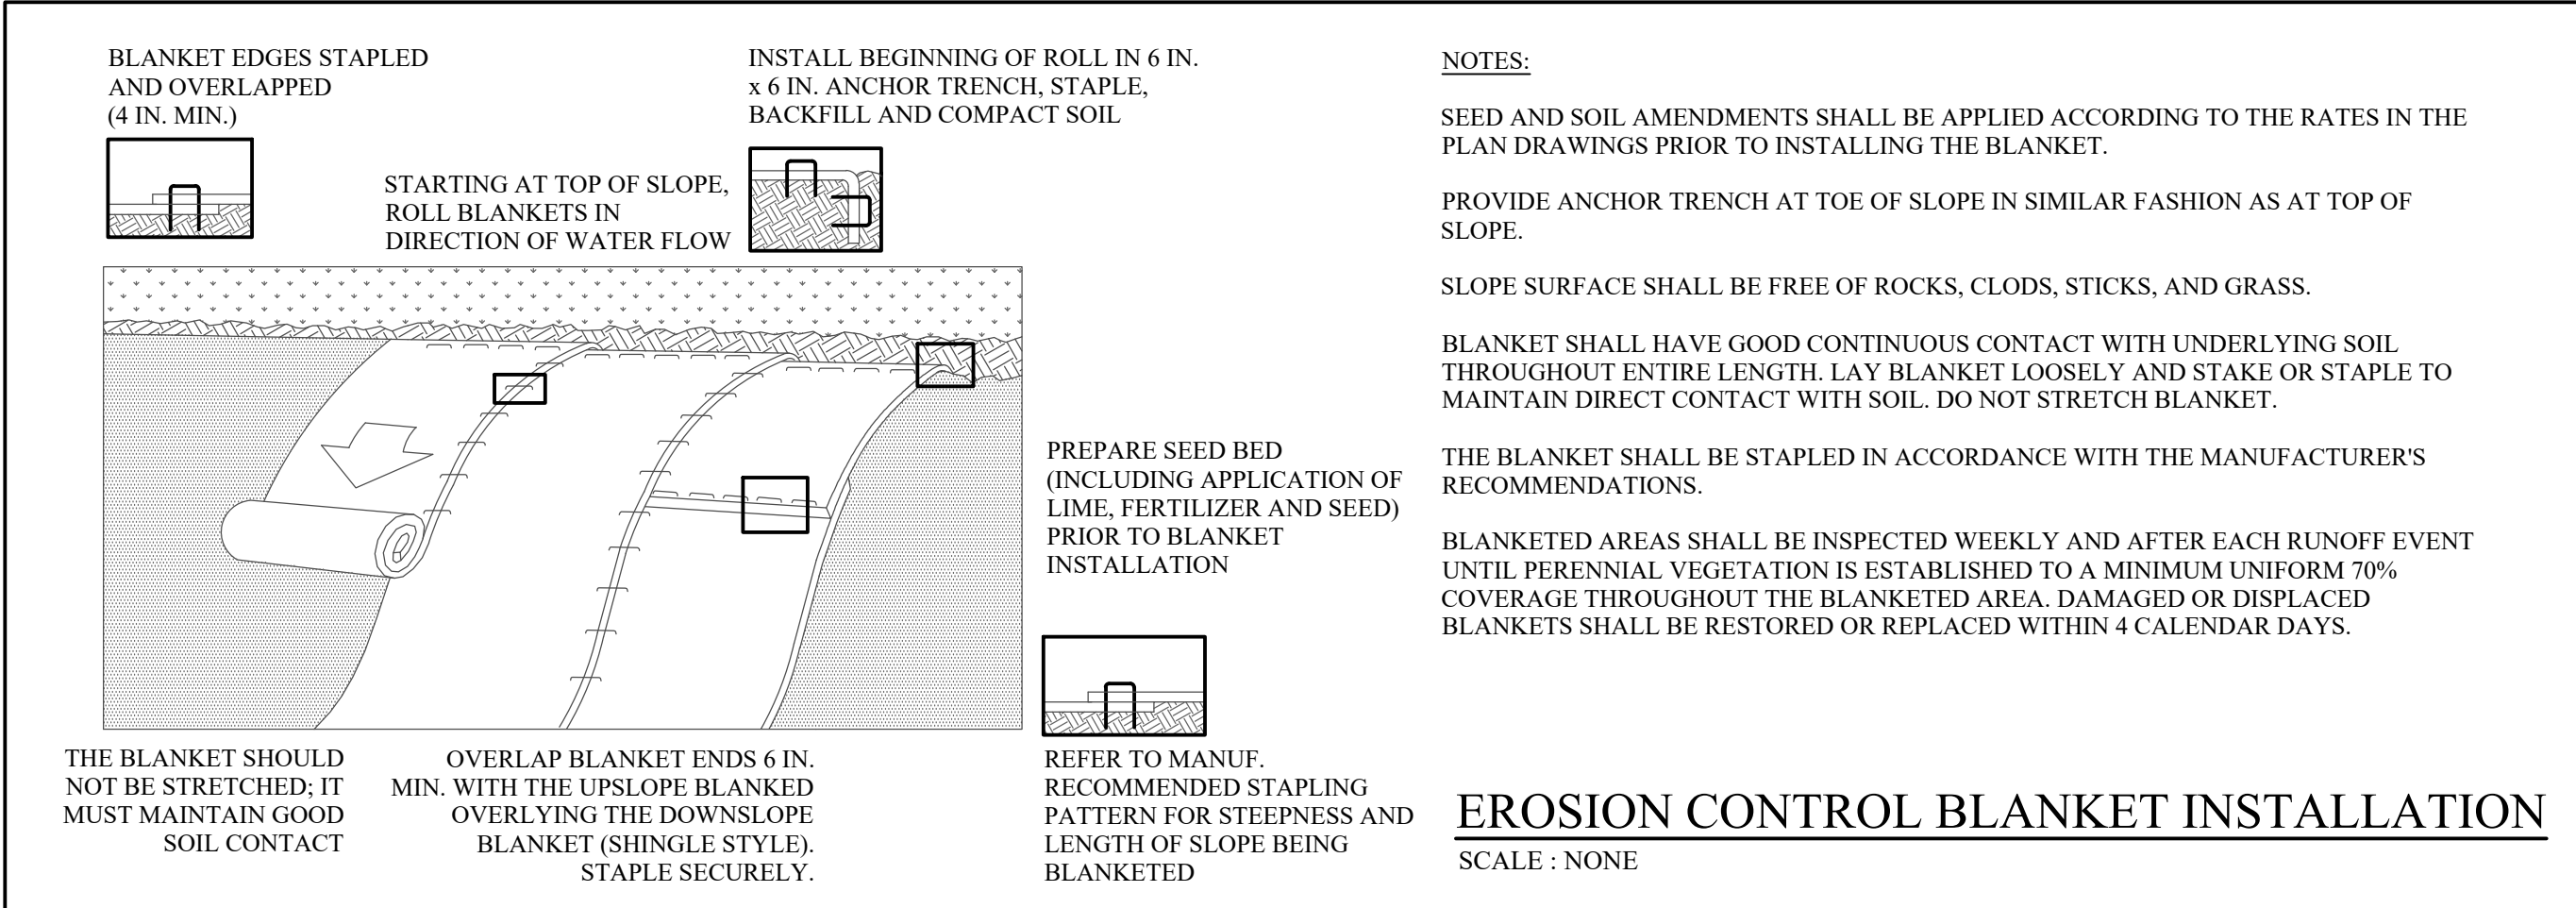 BLANKET EDGES STAPLED
AND OVERLAPPED
(4 IN. MIN.)
INSTALL BEGINNING OF ROLL IN 6 IN.
x 6 IN. ANCHOR TRENCH, STAPLE,
BACKFILL AND COMPACT SOIL
STARTING AT TOP OF SLOPE,
ROLL BLANKETS IN
DIRECTION OF WATER FLOW
PREPARE SEED BED
(INCLUDING APPLICATION OF
LIME, FERTILIZER AND SEED)
PRIOR TO BLANKET
INSTALLATION
THE BLANKET SHOULD
NOT BE STRETCHED; IT
MUST MAINTAIN GOOD
SOIL CONTACT
OVERLAP BLANKET ENDS 6 IN.
MIN. WITH THE UPSLOPE BLANKED
OVERLYING THE DOWNSLOPE
BLANKET (SHINGLE STYLE).
STAPLE SECURELY.
REFER TO MANUF.
RECOMMENDED STAPLING
PATTERN FOR STEEPNESS AND
LENGTH OF SLOPE BEING
BLANKETED
NOTES:
SEED AND SOIL AMENDMENTS SHALL BE APPLIED ACCORDING TO THE RATES IN THE
PLAN DRAWINGS PRIOR TO INSTALLING THE BLANKET.
PROVIDE ANCHOR TRENCH AT TOE OF SLOPE IN SIMILAR FASHION AS AT TOP OF
SLOPE.
SLOPE SURFACE SHALL BE FREE OF ROCKS, CLODS, STICKS, AND GRASS.
BLANKET SHALL HAVE GOOD CONTINUOUS CONTACT WITH UNDERLYING SOIL
THROUGHOUT ENTIRE LENGTH. LAY BLANKET LOOSELY AND STAKE OR STAPLE TO
MAINTAIN DIRECT CONTACT WITH SOIL. DO NOT STRETCH BLANKET.
THE BLANKET SHALL BE STAPLED IN ACCORDANCE WITH THE MANUFACTURER'S
RECOMMENDATIONS.
BLANKETED AREAS SHALL BE INSPECTED WEEKLY AND AFTER EACH RUNOFF EVENT
UNTIL PERENNIAL VEGETATION IS ESTABLISHED TO A MINIMUM UNIFORM 70%
COVERAGE THROUGHOUT THE BLANKETED AREA. DAMAGED OR DISPLACED
BLANKETS SHALL BE RESTORED OR REPLACED WITHIN 4 CALENDAR DAYS.
EROSION CONTROL BLANKET INSTALLATION
SCALE : NONE